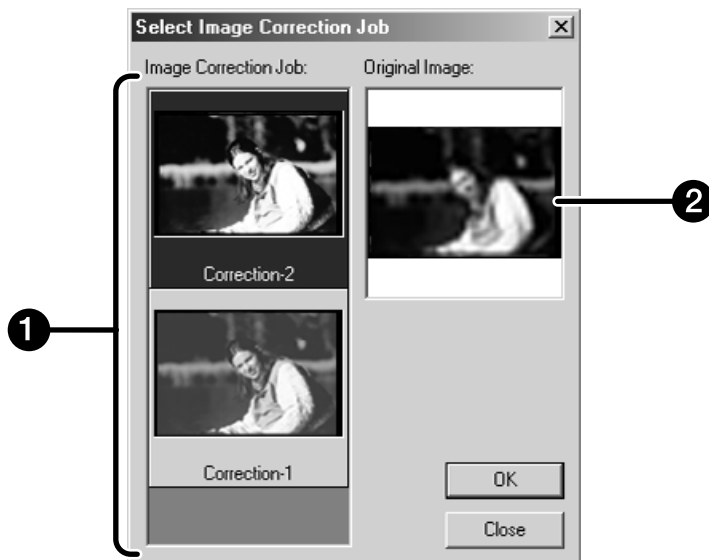 Select Image Correction Job
Image Correction Job:
Original Image:
Correction-2
Correction-1
1
2
OK
Close